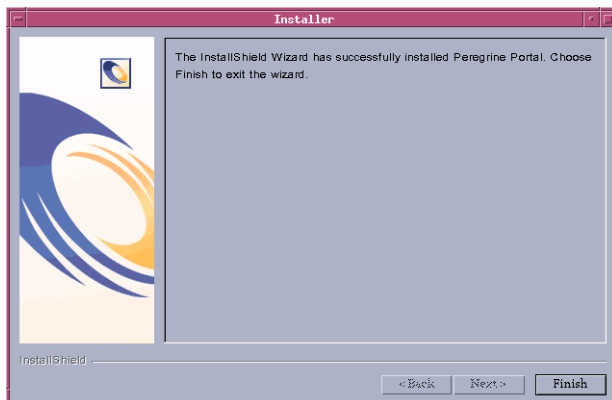 Installer
The InstallShield Wizard has successfully installed Peregrine Portal. Choose
Finish to exit the wizard.
InstallShield
< Back
Next >
Finish